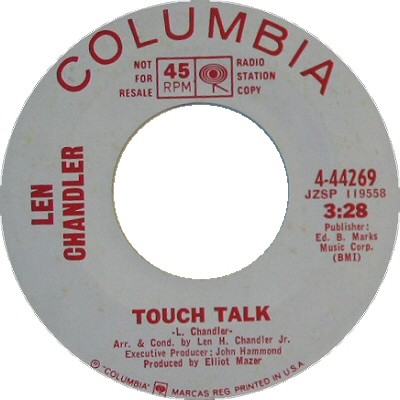 COLUMBIA
NOT FOR RESALE
45 RPM
RADIO STATION COPY
LEN CHANDLER
4-44269
JZSP 119558
3:28
Publisher:
Ed. B. Marks
Music Corp.
(BMI)
TOUCH TALK
-L. Chandler-
Arr. & Cond. by Len H. Chandler Jr.
Executive Producer: John Hammond
Produced by Elliot Mazer
® "COLUMBIA" MARCAS REG. PRINTED IN U.S.A.